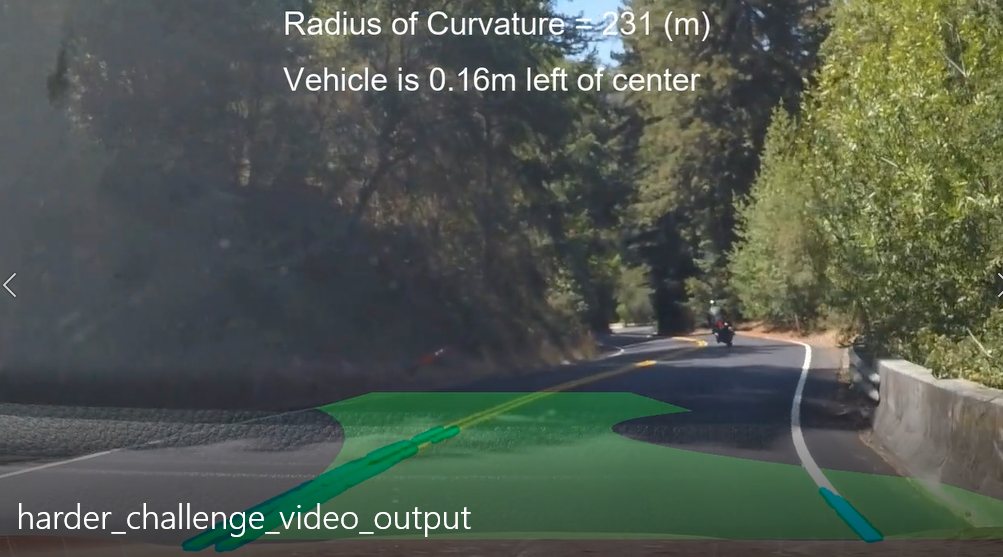 Radius of Curvature = 231 (m)
Vehicle is 0.16m left of center
harder_challenge_video_output